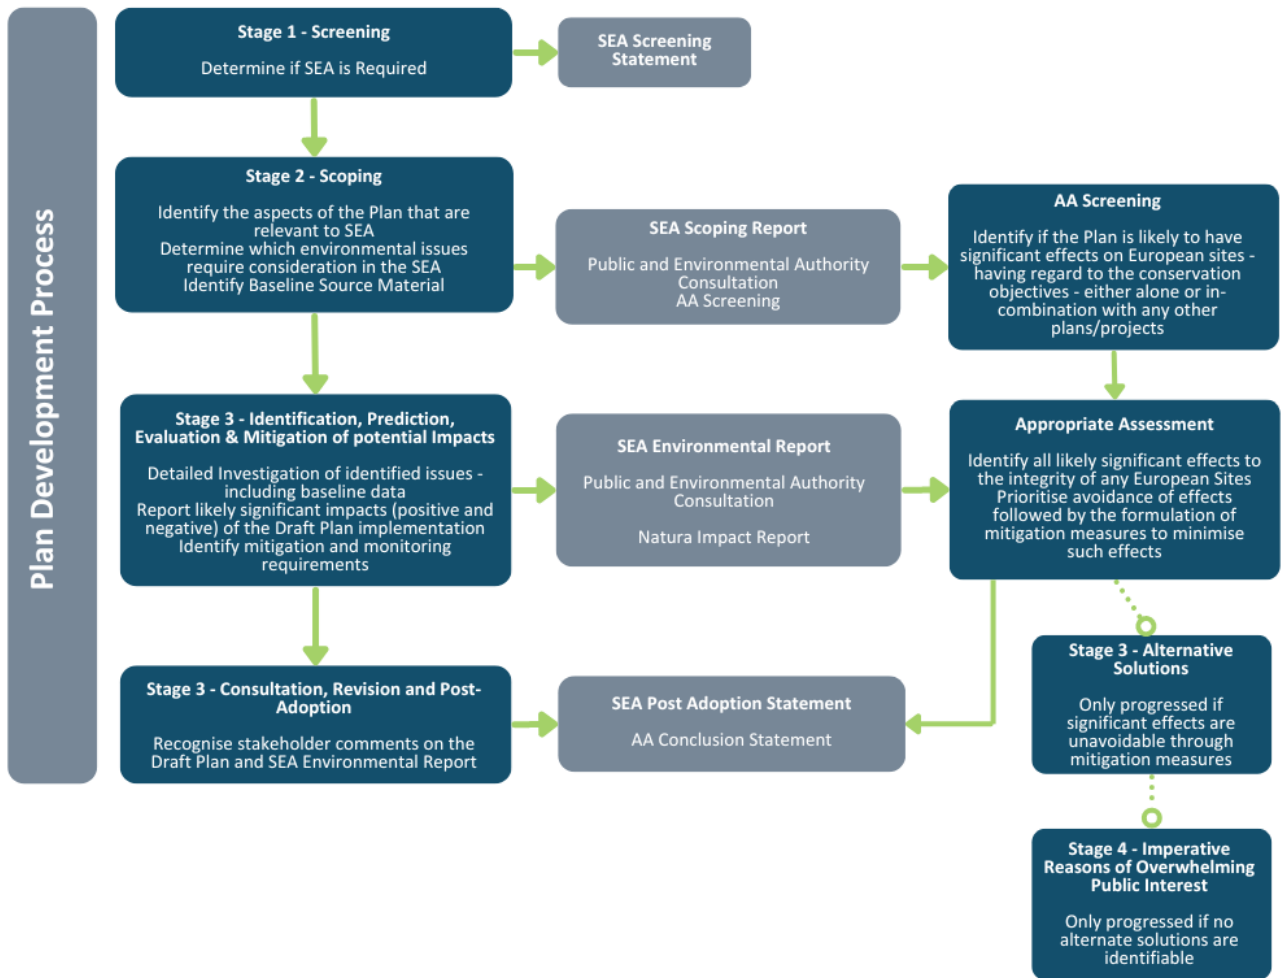 Plan Development Process
Stage 1 - Screening
Determine if SEA is Required
SEA Screening
Statement
Stage 2 - Scoping
Identify the aspects of the Plan that are
relevant to SEA
Determine which environmental issues
require consideration in the SEA
Identify Baseline Source Material
SEA Scoping Report
Public and Environmental Authority
Consultation
AA Screening
AA Screening
Identify if the Plan is likely to have
significant effects on European sites -
having regard to the conservation
objectives - either alone or in-
combination with any other
plans/projects
Stage 3 - Identification, Prediction,
Evaluation & Mitigation of potential Impacts
Detailed Investigation of identified issues -
including baseline data
Report likely significant impacts (positive and
negative) of the Draft Plan implementation
Identify mitigation and monitoring
requirements
SEA Environmental Report
Public and Environmental Authority
Consultation
Natura Impact Report
Appropriate Assessment
Identify all likely significant effects to
the integrity of any European Sites
Prioritise avoidance of effects
followed by the formulation of
mitigation measures to minimise
such effects
Stage 3 - Consultation, Revision and Post-
Adoption
Recognise stakeholder comments on the
Draft Plan and SEA Environmental Report
SEA Post Adoption Statement
AA Conclusion Statement
Stage 3 - Alternative
Solutions
Only progressed if
significant effects are
unavoidable through
mitigation measures
Stage 4 - Imperative
Reasons of Overwhelming
Public Interest
Only progressed if no
alternate solutions are
identifiable